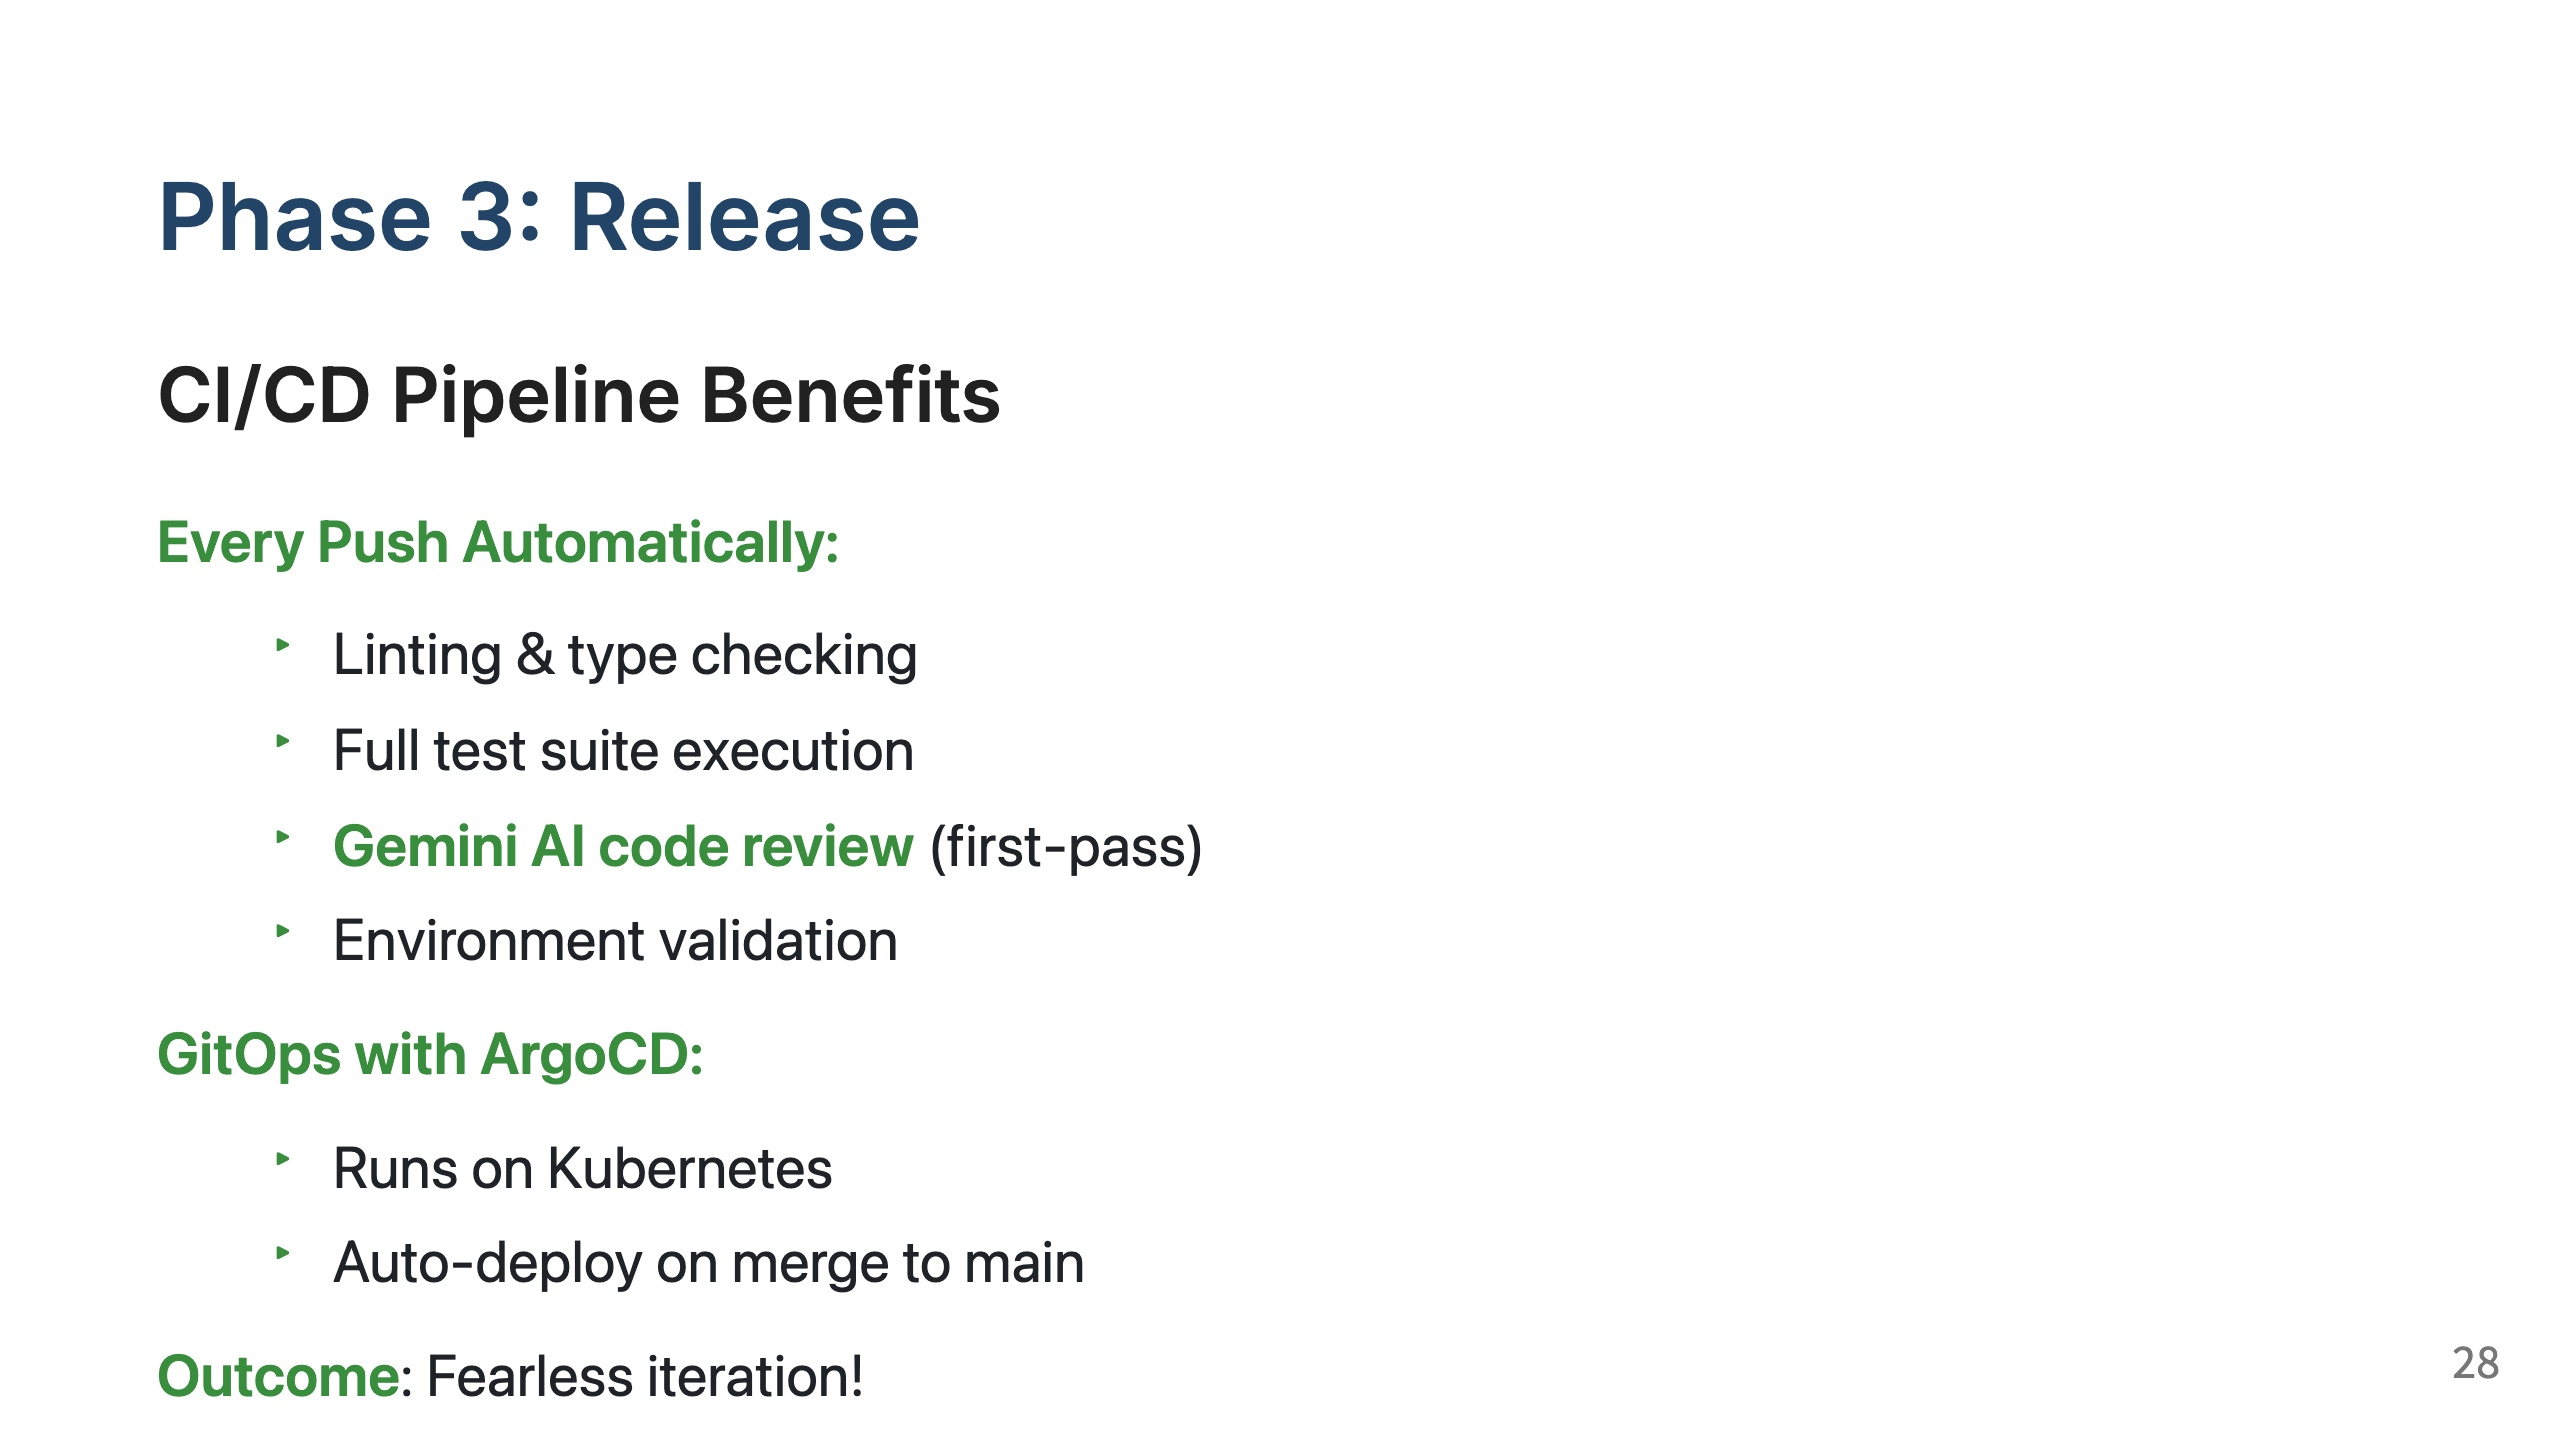 Phase 3: Release
CI/CD Pipeline Benefits
Every Push Automatically:
‣ Linting & type checking
‣ Full test suite execution
‣ Gemini AI code review (first-pass)
‣ Environment validation
GitOps with ArgoCD:
‣ Runs on Kubernetes
‣ Auto-deploy on merge to main
Outcome: Fearless iteration!
28